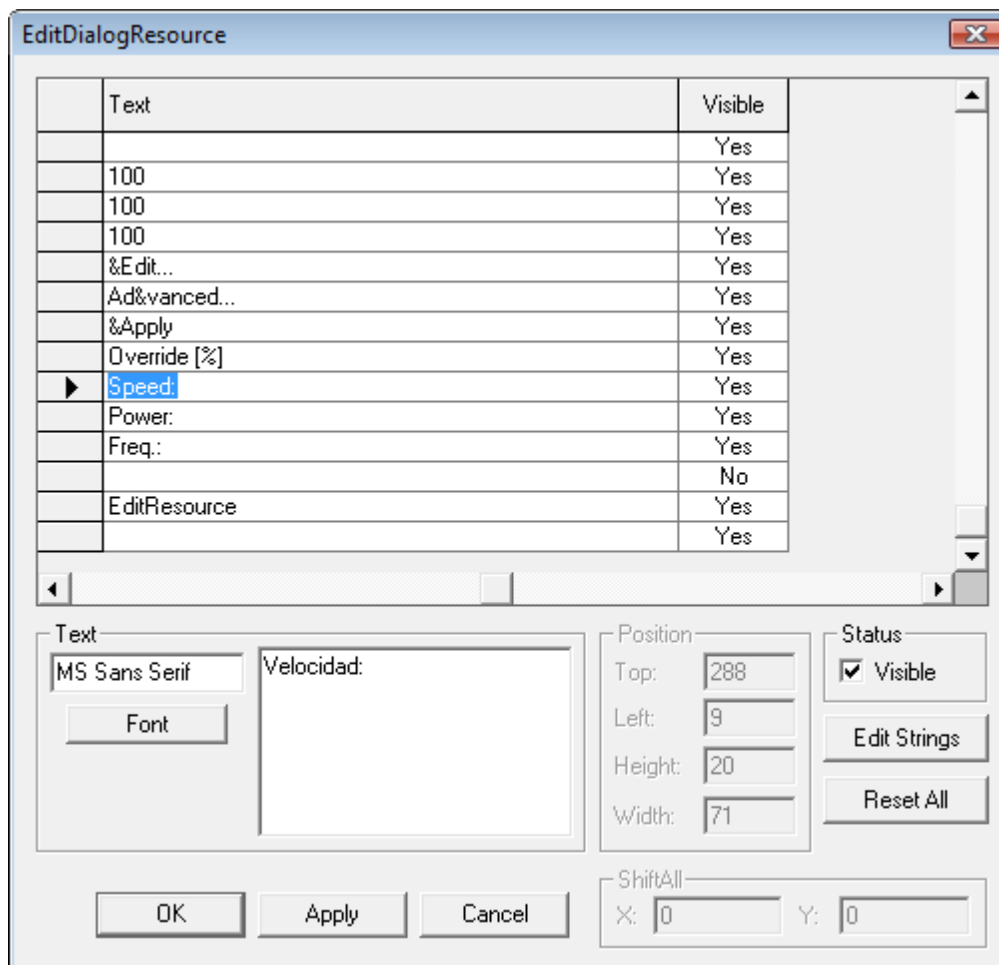 EditDialogResource
Text Visible
Yes
100 Yes
100 Yes
100 Yes
&Edit... Yes
Ad&vanced... Yes
&Apply Yes
Override [%] Yes
Speed: Yes
Power: Yes
Freq.: Yes
No
EditResource Yes
Yes
Text
MS Sans Serif
Font
Velocidad:
Position
Top: 288
Left: 9
Height: 20
Width: 71
Status
Visible
Edit Strings
Reset All
OK Apply Cancel
ShiftAll
X: 0 Y: 0